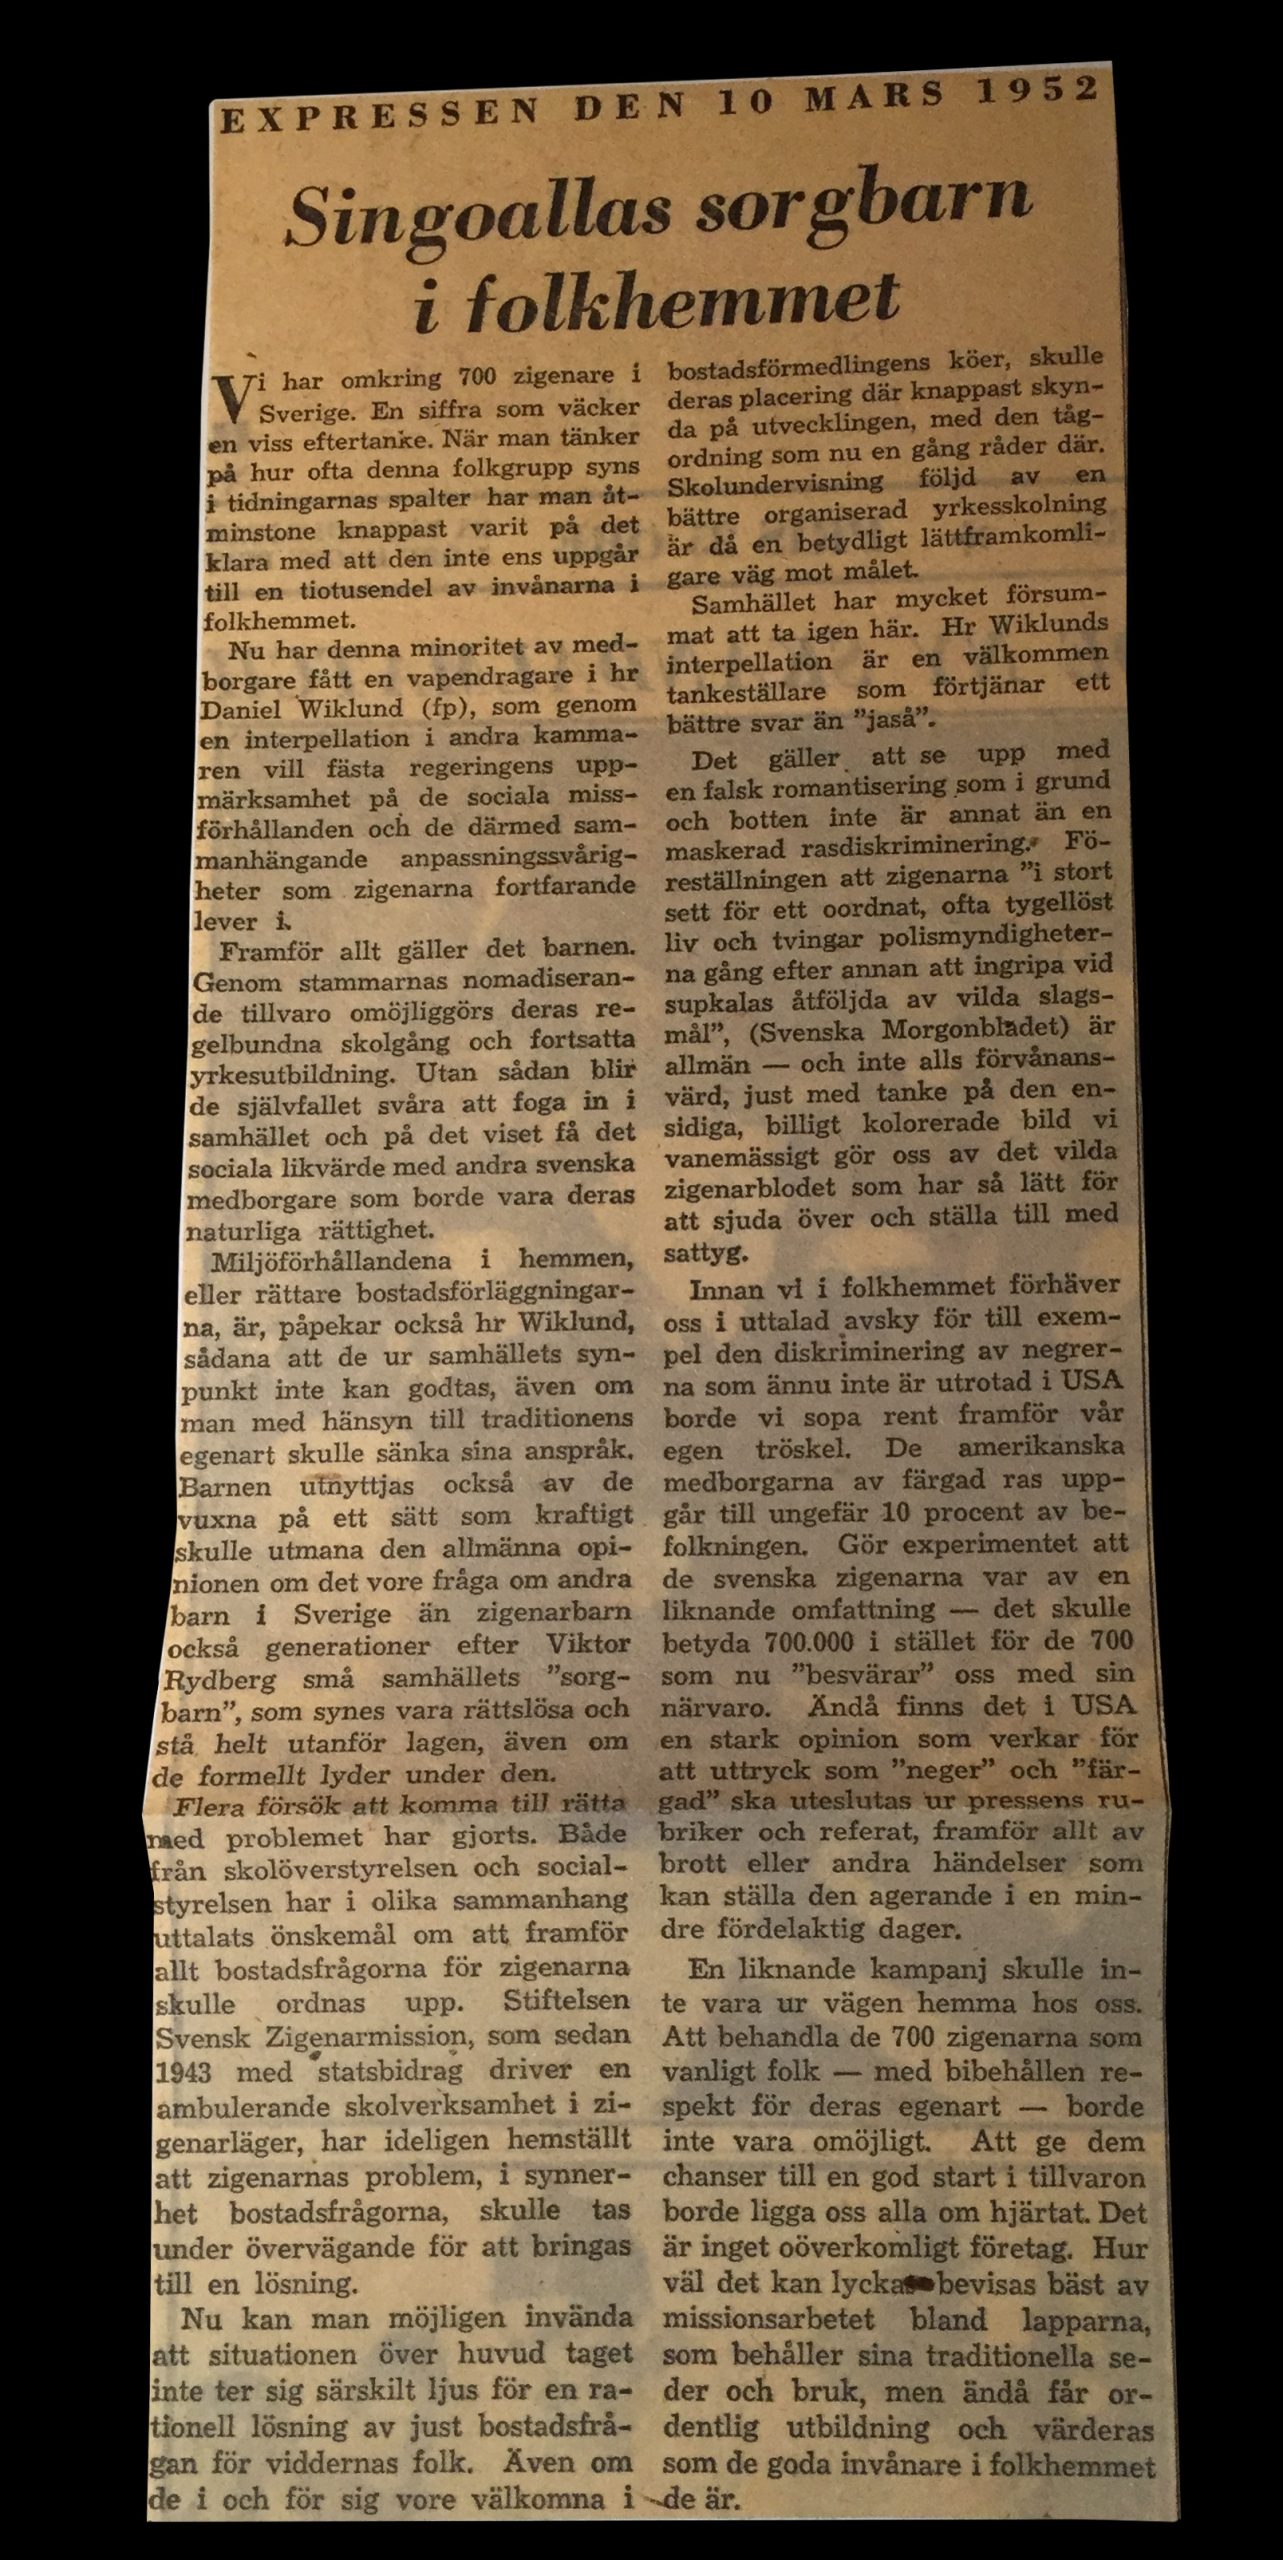 EXPRESSEN DEN 10 MARS 1952
Singoallas sorgbarn
i folkhemmet
Vi har omkring 700 zigenare i
Sverige. En siffra som väcker
en viss eftertanke. När man tänker
på hur ofta denna folkgrupp syns
i tidningarnas spalter har man åt-
minstone knappast varit på det
klara med att den inte ens uppgår
till en tiotusendel av invånarna i
folkhemmet.
Nu har denna minoritet av med-
borgare fått en vapendragare i hr
Daniel Wiklund (fp), som genom
en interpellation i andra kamma-
ren vill fästa regeringens upp-
märksamhet på de sociala miss-
förhållanden och de därmed sam-
manhängande anpassningssvårig-
heter som zigenarna fortfarande
lever i.
Framför allt gäller det barnen.
Genom stammarnas nomadiseran-
de tillvaro omöjliggörs deras re-
gelbundna skolgång och fortsatta
yrkesutbildning. Utan sådan blir
de självfallet svåra att foga in i
samhället och på det viset få det
sociala likvärde med andra svenska
medborgare som borde vara deras
naturliga rättighet.
Miljöförhållandena i hemmen,
eller rättare bostadsförläggningar-
na, är, påpekar också hr Wiklund,
sådana att de ur samhällets syn-
punkt inte kan godtas, även om
man med hänsyn till traditionens
egenart skulle sänka sina anspråk.
Barnen utnyttjas också av de
vuxna på ett sätt som kraftigt
skulle utmana den allmänna opi-
nionen om det vore fråga om andra
barn i Sverige än zigenarbarn
också generationer efter Viktor
Rydberg små samhällets "sorg-
barn", som synes vara rättslösa och
stå helt utanför lagen, även om
de formellt lyder under den.
Flera försök att komma till rätta
med problemet har gjorts. Både
från skolöverstyrelsen och social-
styrelsen har i olika sammanhang
uttalats önskemål om att framför
allt bostadsfrågorna för zigenarna
skulle ordnas upp. Stiftelsen
Svensk Zigenarmission, som sedan
1943 med statsbidrag driver en
ambulerande skolverksamhet i zi-
genarläger, har ideligen hemställt
att zigenarnas problem, i synner-
het bostadsfrågorna, skulle tas
under övervägande för att bringas
till en lösning.
Nu kan man möjligen invända
att situationen över huvud taget
inte ter sig särskilt ljus för en ra-
tionell lösning av just bostadsfrå-
gan för viddernas folk. Även om
de i och för sig vore välkomna i
bostadsförmedlingens köer, skulle
deras placering där knappast skyn-
da på utvecklingen, med den tåg-
ordning som nu en gång råder där.
Skolundervisning följd av en
bättre organiserad yrkesskolning
är då en betydligt lättframkomli-
gare väg mot målet.
Samhället har mycket försum-
mat att ta igen här. Hr Wiklunds
interpellation är en välkommen
tankeställare som förtjänar ett
bättre svar än "jaså".
Det gäller att se upp med
en falsk romantisering som i grund
och botten inte är annat än en
maskerad rasdiskriminering. Fö-
reställningen att zigenarna "i stort
sett för ett oordnat, ofta tygellöst
liv och tvingar polismyndigheter-
na gång efter annan att ingripa vid
supkalas åtföljda av vilda slags-
mål", (Svenska Morgonbladet) är
allmän — och inte alls förvånans-
värd, just med tanke på den en-
sidiga, billigt kolorerade bild vi
vanemässigt gör oss av det vilda
zigenarblodet som har så lätt för
att sjuda över och ställa till med
sattyg.
Innan vi i folkhemmet förhäver
oss i uttalad avsky för till exem-
pel den diskriminering av negrer-
na som ännu inte är utrotad i USA
borde vi sopa rent framför vår
egen tröskel. De amerikanska
medborgarna av färgad ras upp-
går till ungefär 10 procent av be-
folkningen. Gör experimentet att
de svenska zigenarna var av en
liknande omfattning — det skulle
betyda 700.000 i stället för de 700
som nu "besvärar" oss med sin
närvaro. Ändå finns det i USA
en stark opinion som verkar för
att uttryck som "neger" och "fär-
gad" ska uteslutas ur pressens ru-
briker och referat, framför allt av
brott eller andra händelser som
kan ställa den agerande i en min-
dre fördelaktig dager.
En liknande kampanj skulle in-
te vara ur vägen hemma hos oss.
Att behandla de 700 zigenarna som
vanligt folk — med bibehållen re-
spekt för deras egenart — borde
inte vara omöjligt. Att ge dem
chanser till en god start i tillvaron
borde ligga oss alla om hjärtat. Det
är inget oöverkomligt företag. Hur
väl det kan lyckas bevisas bäst av
missionsarbetet bland lapparna,
som behåller sina traditionella se-
der och bruk, men ändå får or-
dentlig utbildning och värderas
som de goda invånare i folkhemmet
de är.